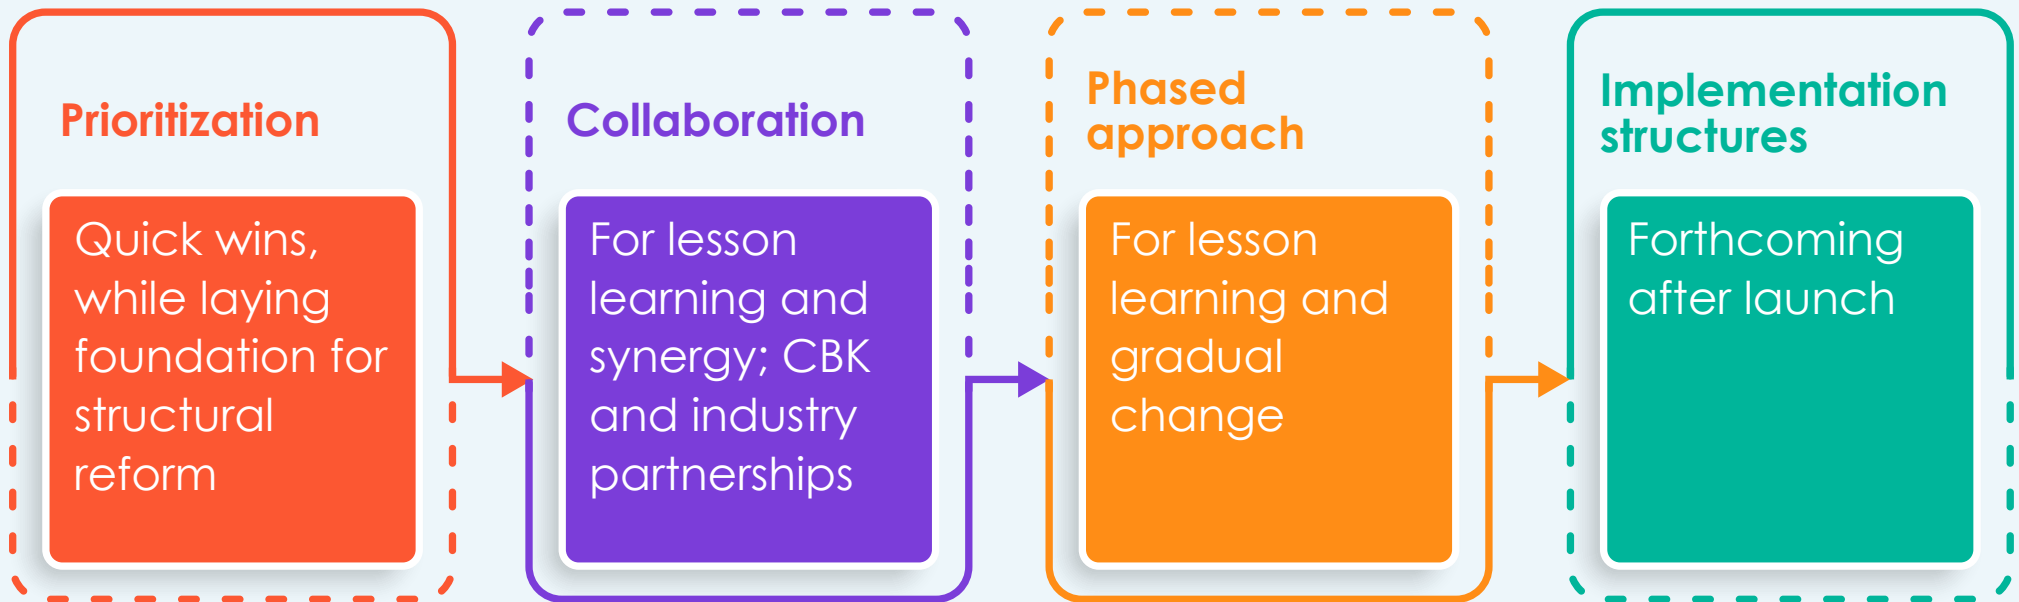 Prioritization
Quick wins,
while laying
foundation for
structural
reform
Collaboration
For lesson
learning and
synergy; CBK
and industry
partnerships
Phased
approach
For lesson
learning and
gradual
change
Implementation
structures
Forthcoming
after launch